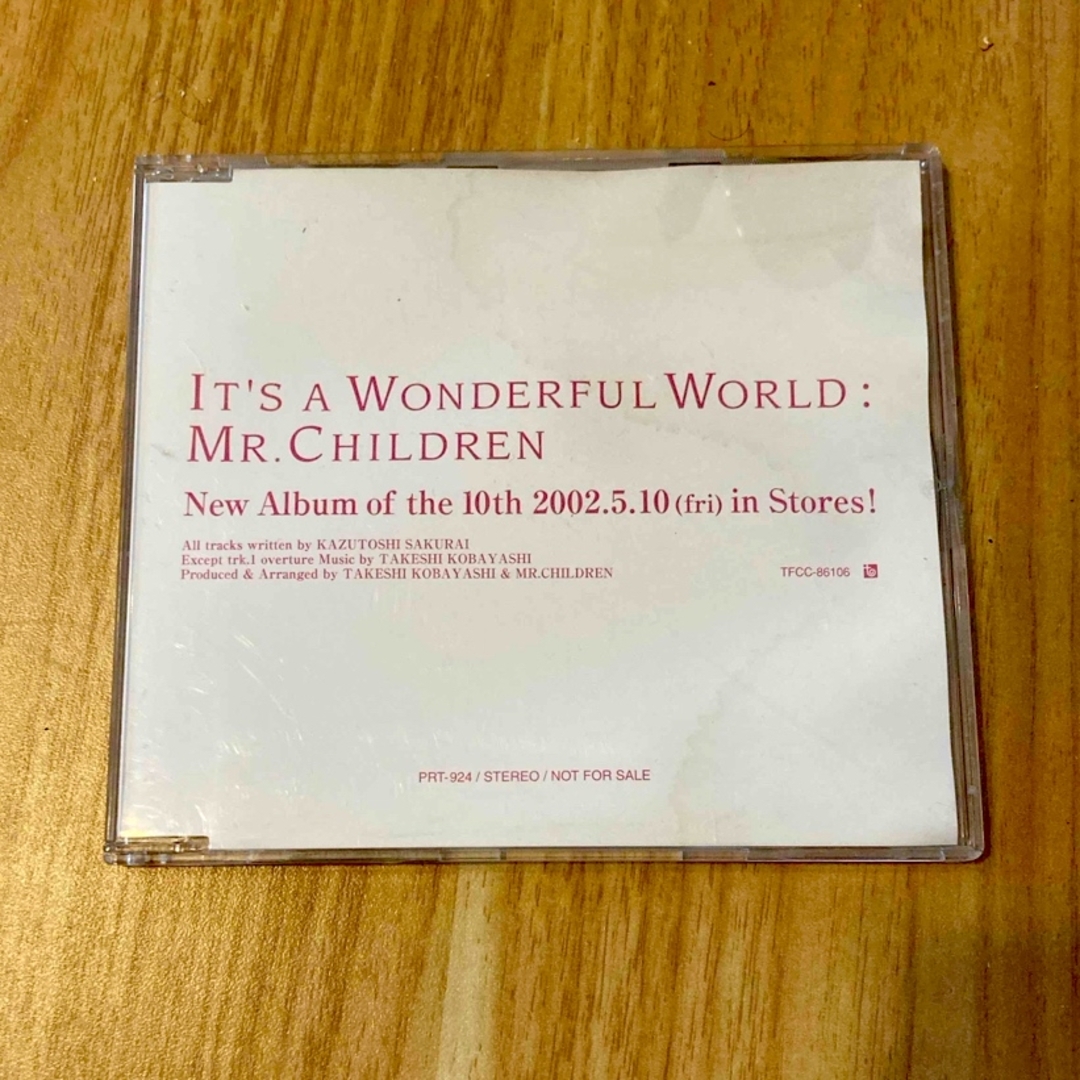 IT'S A WONDERFUL WORLD :
MR.CHILDREN
New Album of the 10th 2002.5.10 (fri) in Stores!
All tracks written by KAZUTOSHI SAKURAI
Except trk.1 overture Music by TAKESHI KOBAYASHI
Produced & Arranged by TAKESHI KOBAYASHI & MR.CHILDREN
TFCC-86106
PRT-924 / STEREO / NOT FOR SALE